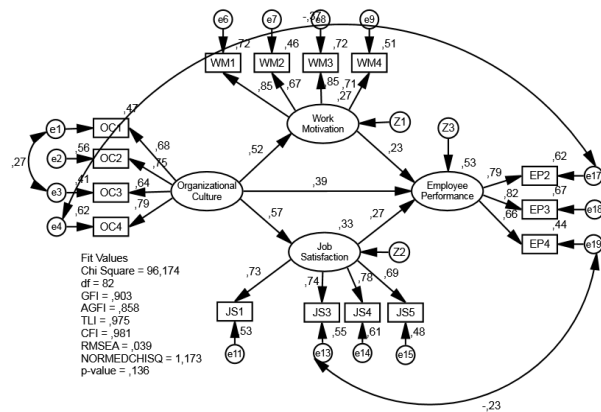 e6 e7 e8 e9
,72 ,46 -,37 ,72 ,51
WM1 WM2 WM3 WM4
,85 ,67 ,85 ,71
,27
,47
e1 OC1
,68
Work
Motivation
Z1
Z3
,56
e2 OC2
,75
,52
,23
,53
,79 ,62
EP2 e17
,27
,41
e3 OC3
,64
Organizational
Culture
,39
Employee
Performance
,82 ,67
EP3 e18
,62
e4 OC4
,79
,57
,33
,27
,66 ,44
EP4 e19
Job
Satisfaction
Z2
Fit Values
Chi Square = 96,174
df = 82
GFI = ,903
AGFI = ,858
TLI = ,975
CFI = ,981
RMSEA = ,039
NORMEDCHISQ = 1,173
p-value = ,136
,73 ,74 ,78 ,69
JS1 JS3 JS4 JS5
,53 ,55 ,61 ,48
e11 e13 e14 e15
-,23